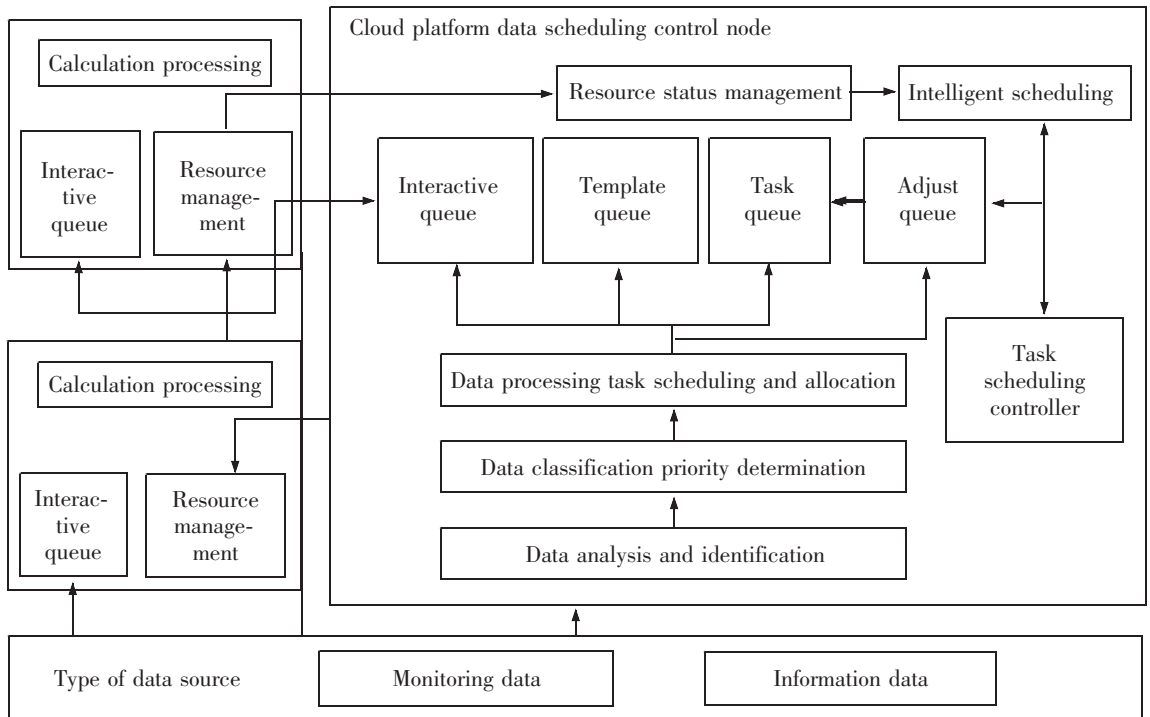 Cloud platform data scheduling control node
Calculation processing
Resource status management
Intelligent scheduling
Interac-
tive
queue
Resource
manage-
ment
Interactive
queue
Template
queue
Task
queue
Adjust
queue
Calculation processing
Interac-
tive
queue
Resource
manage-
ment
Data processing task scheduling and allocation
Task
scheduling
controller
Data classification priority determination
Data analysis and identification
Type of data source
Monitoring data
Information data